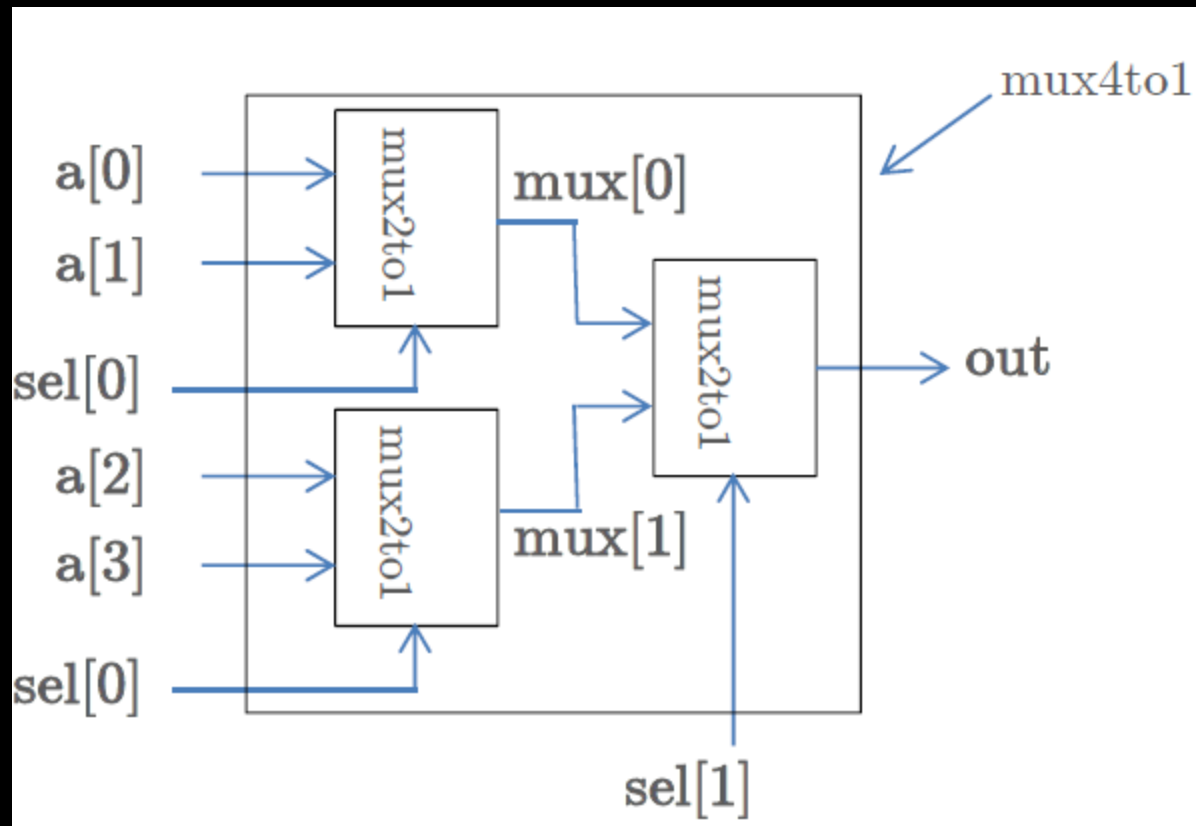 mux4to1
a[0]
mux2to1
mux[0]
a[1]
mux2to1
out
sel[0]
a[2]
mux2to1
mux[1]
a[3]
sel[0]
sel[1]